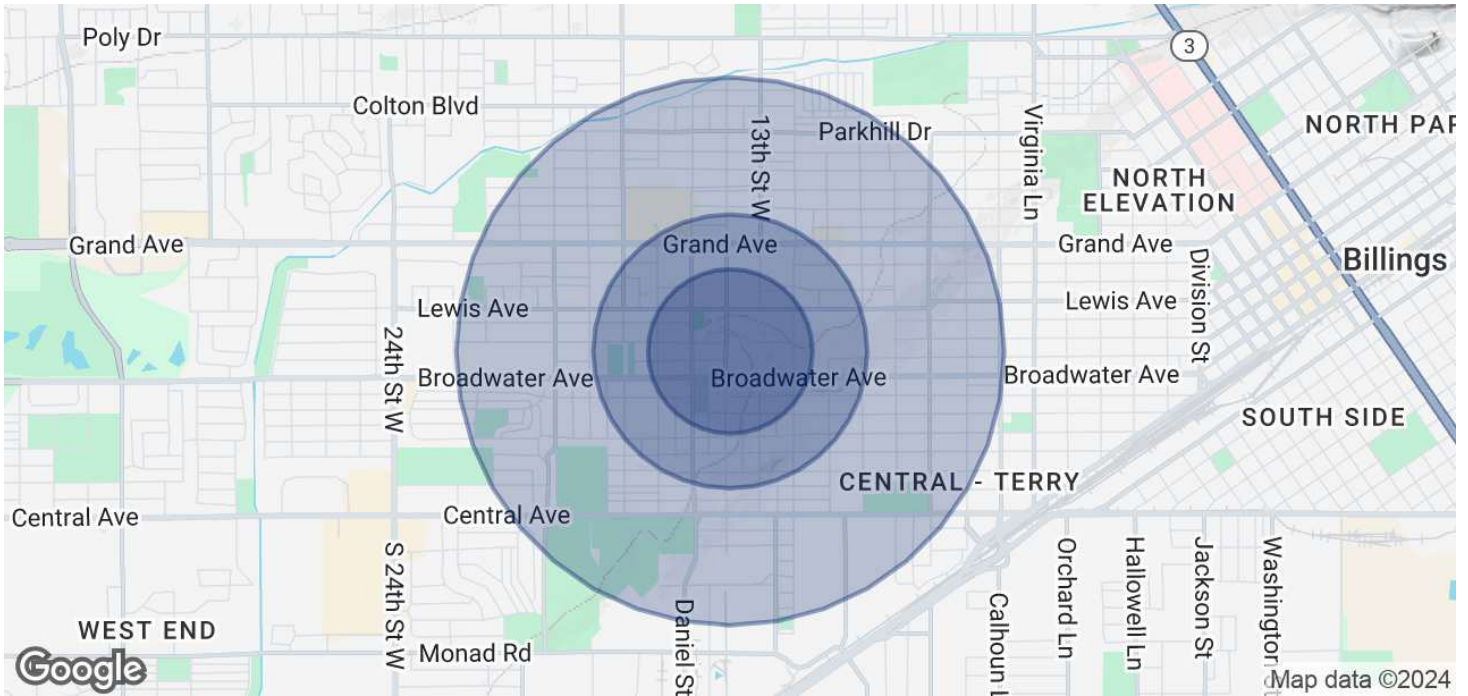 Poly Dr
3
Colton Blvd
13th St W
Parkhill Dr
Virginia Ln
NORTH PAR
NORTH
ELEVATION
Grand Ave
Grand Ave
Grand Ave
Division St
Billings
Lewis Ave
Lewis Ave
24th St W
Broadwater Ave
Broadwater Ave
Broadwater Ave
SOUTH SIDE
CENTRAL - TERRY
Central Ave
Central Ave
S 24th St W
Daniel St
Calhoun L
Orchard Ln
Hallowell Ln
Jackson St
Washington
WEST END
Monad Rd
Google
Map data ©2024